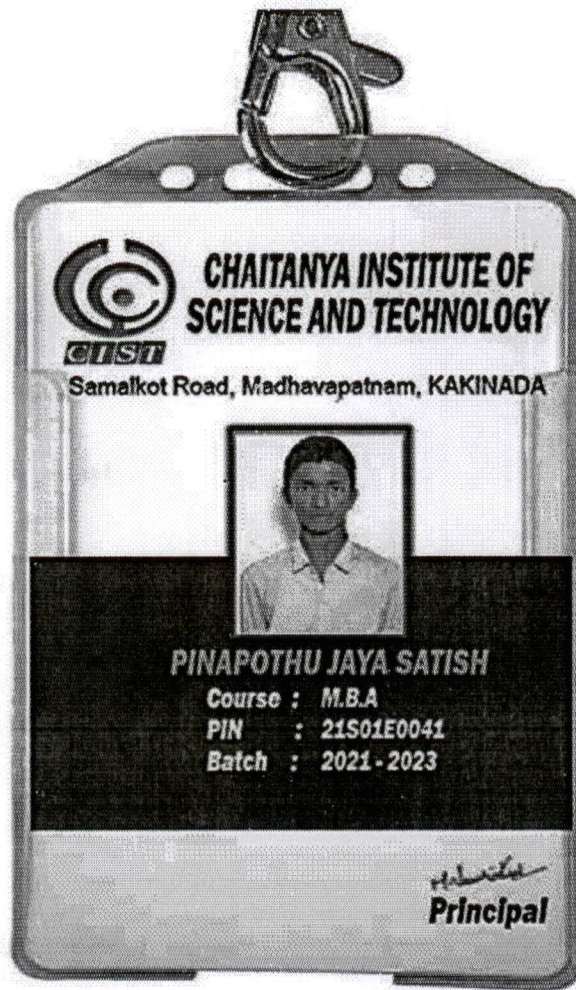 CHAITANYA INSTITUTE OF
SCIENCE AND TECHNOLOGY
CIST
Samalkot Road, Madhavapatnam, KAKINADA
PINAPOTHU JAYA SATISH
Course : M.B.A
PIN : 21S01E0041
Batch : 2021 - 2023
Principal